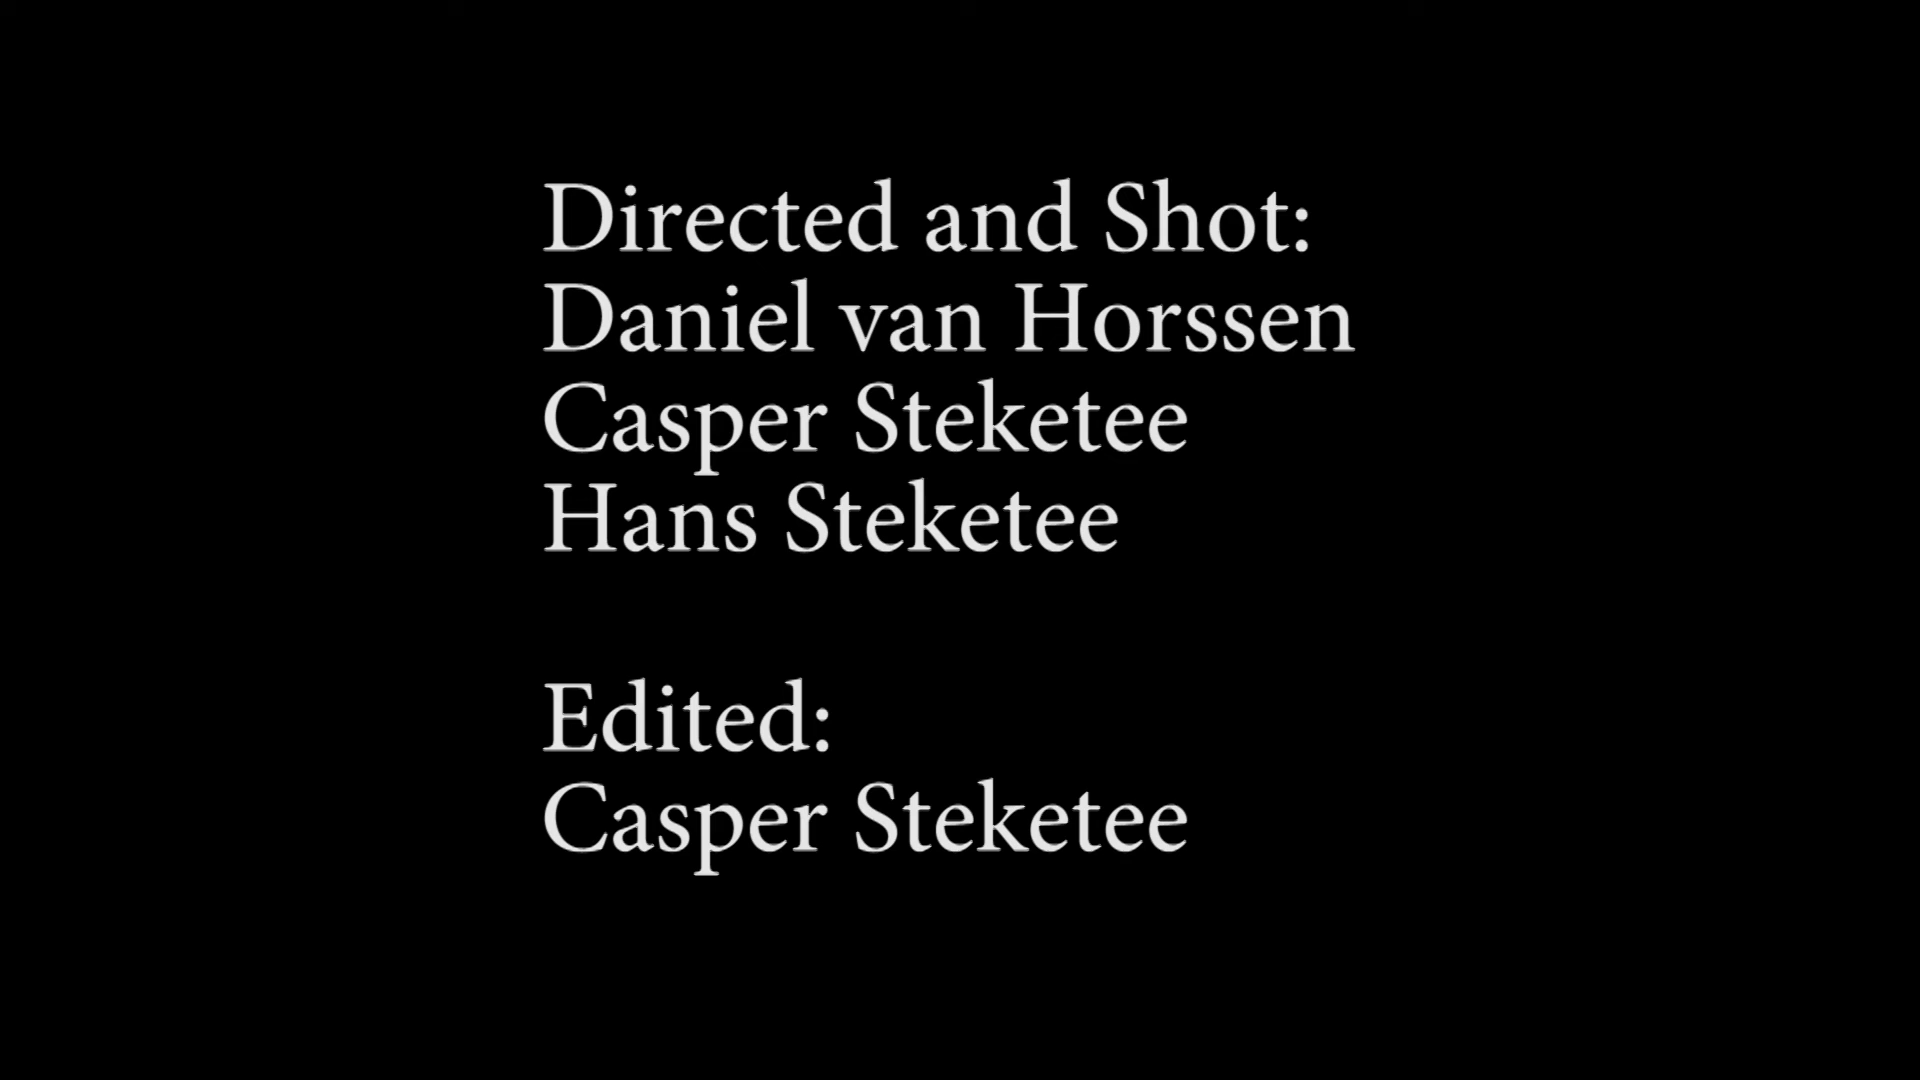 Directed and Shot:
Daniel van Horssen
Casper Steketee
Hans Steketee
Edited:
Casper Steketee